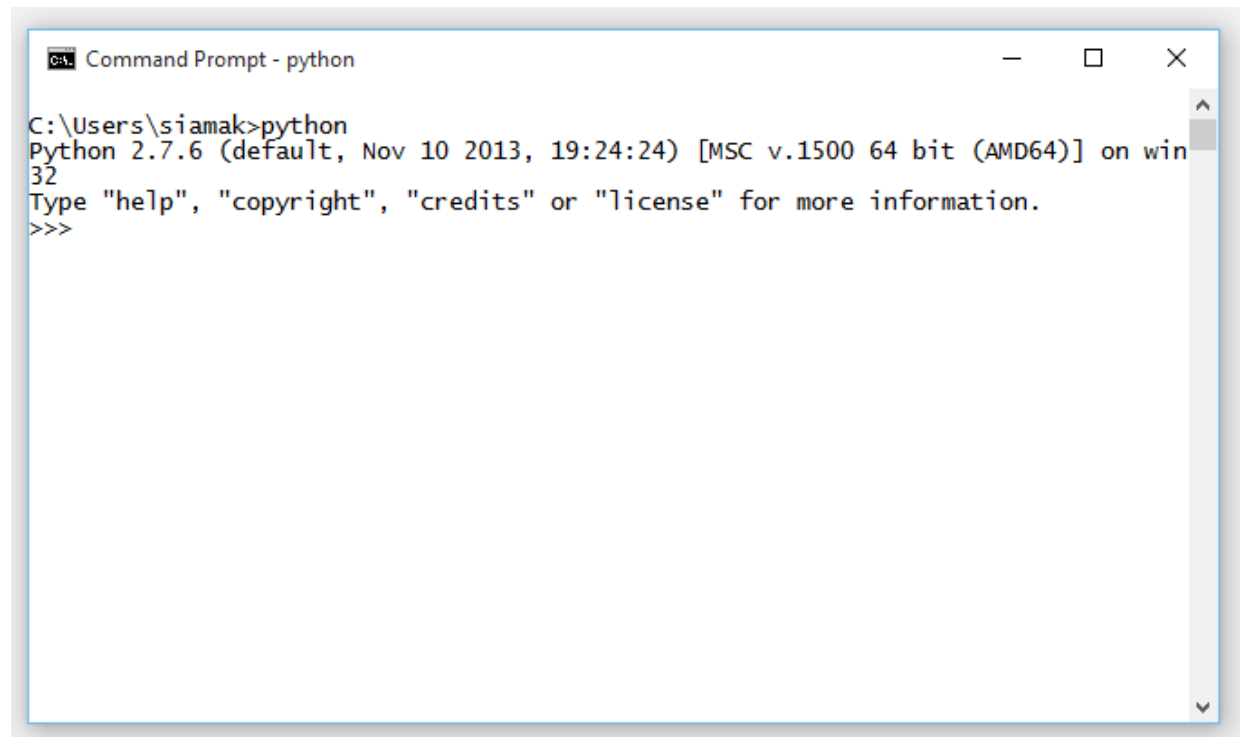 Command Prompt - python
C:\Users\siamak>python
Python 2.7.6 (default, Nov 10 2013, 19:24:24) [MSC v.1500 64 bit (AMD64)] on win
32
Type "help", "copyright", "credits" or "license" for more information.
>>>